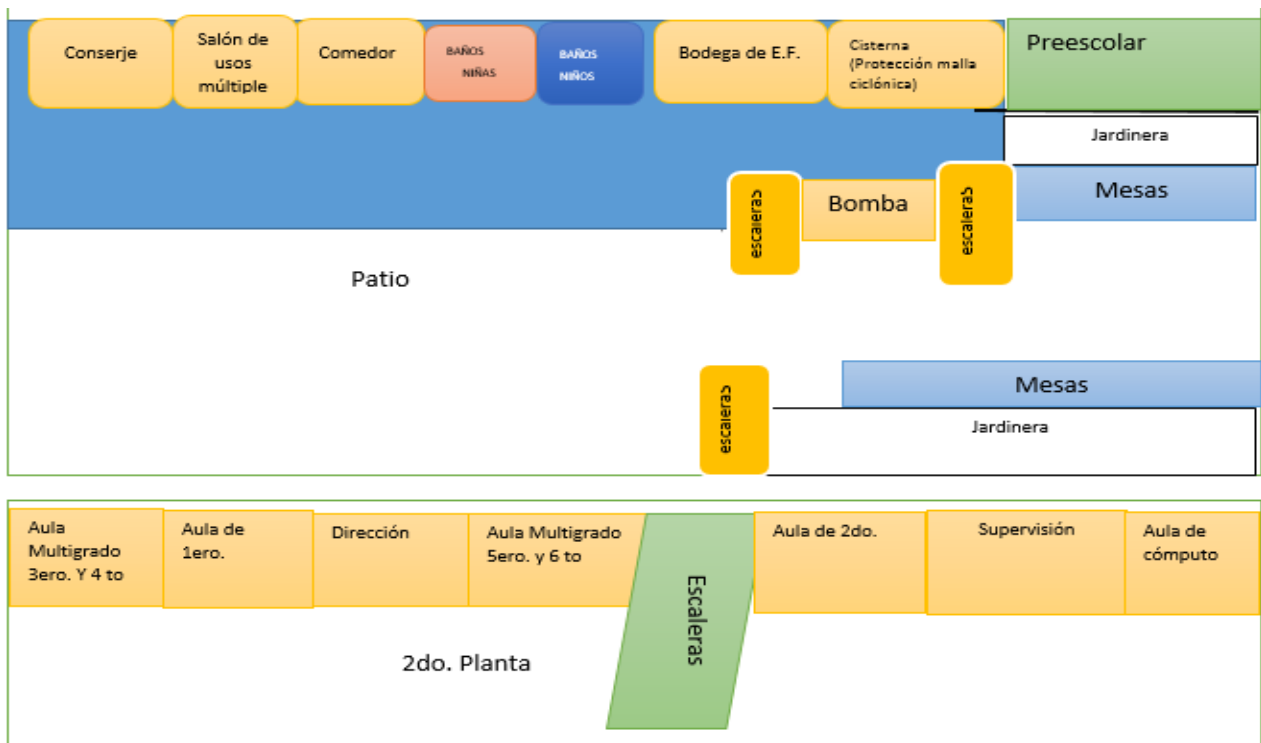 Conserje
Salón de
usos
múltiple
Comedor
BAÑOS
NIÑAS
BAÑOS
NIÑOS
Bodega de E.F.
Cisterna
(Protección malla
ciclónica)
Preescolar
Jardinera
Mesas
escaleras
Bomba
escaleras
Patio
escaleras
Mesas
Jardinera
Aula
Multigrado
3ero. Y 4 to
Aula de
1ero.
Dirección
Aula Multigrado
5ero. y 6 to
Escaleras
Aula de 2do.
Supervisión
Aula de
cómputo
2do. Planta